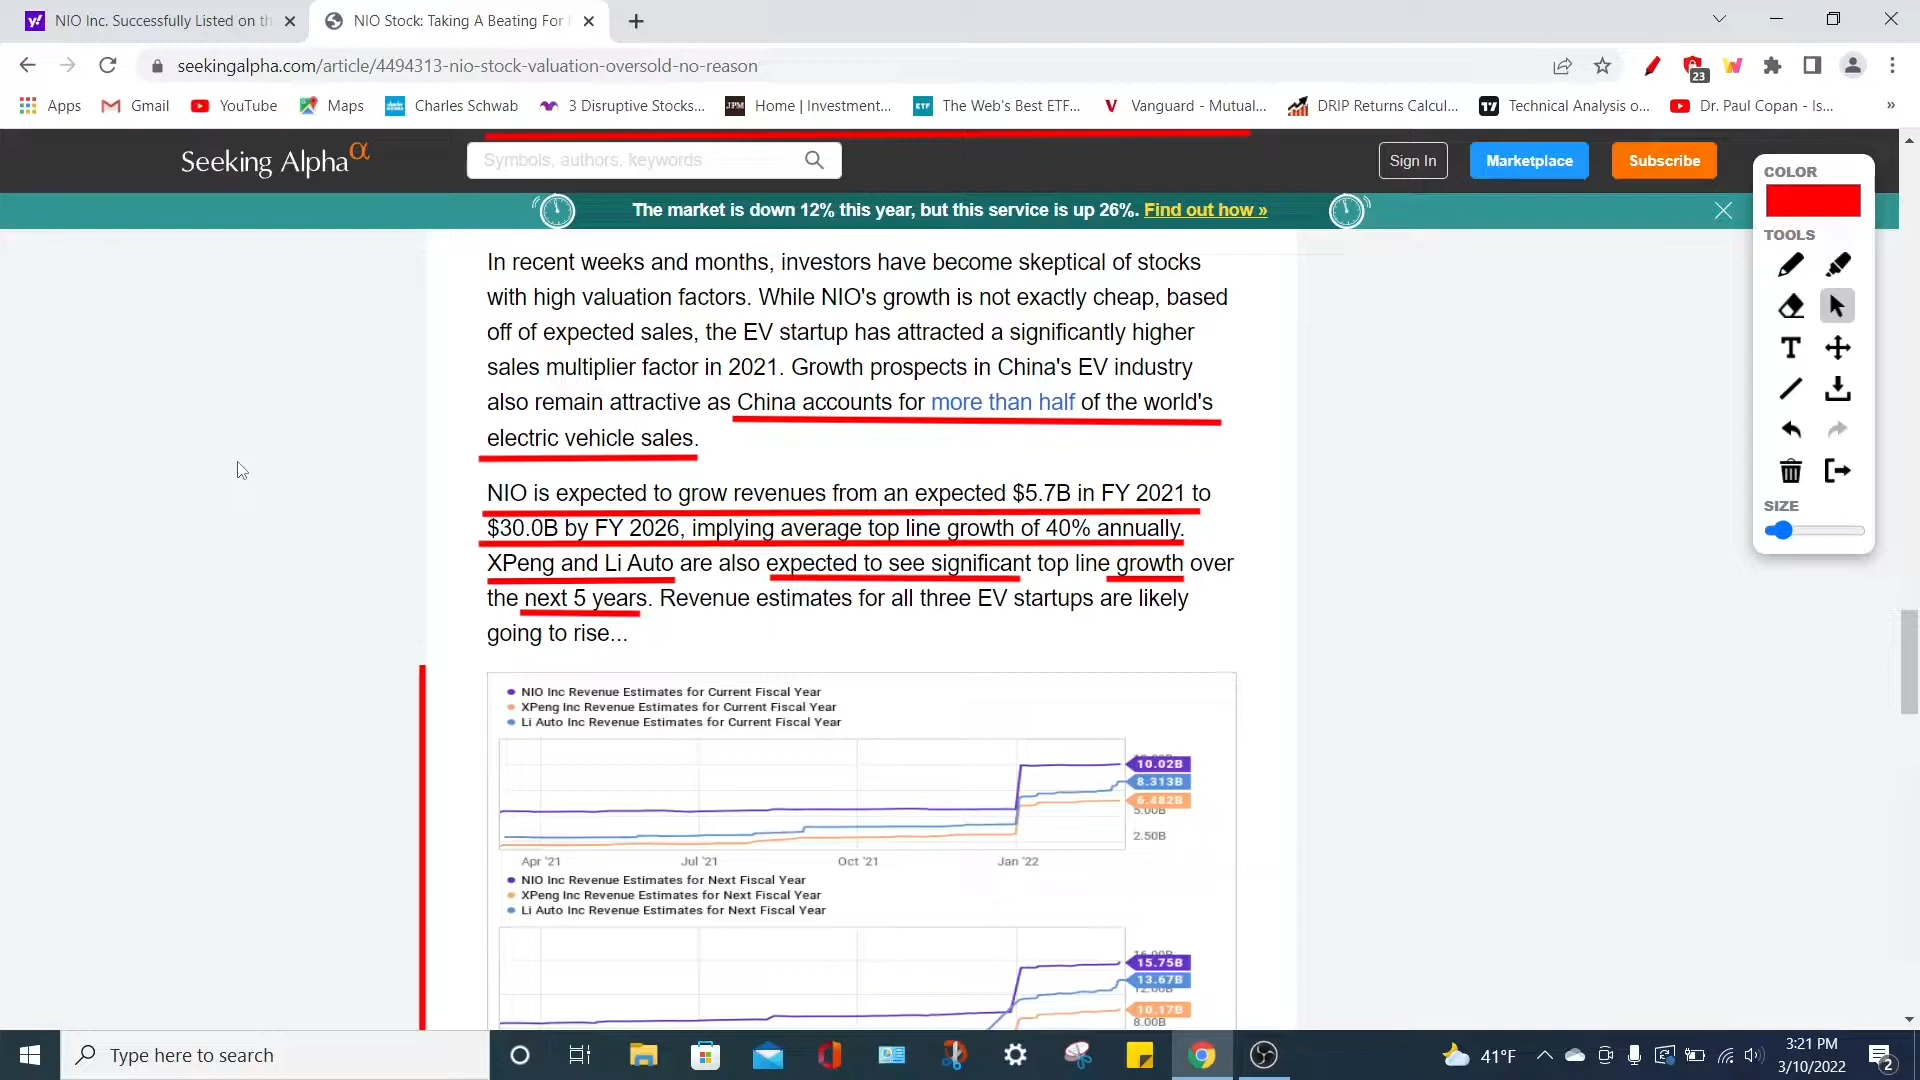 NIO Inc. Successfully Listed on th
NIO Stock: Taking A Beating For
seekingalpha.com/article/4494313-nio-stock-valuation-oversold-no-reason
23
Apps
Gmail
YouTube
Maps
Charles Schwab
3 Disruptive Stocks...
JPM
Home | Investment...
ETF
The Web's Best ETF...
Vanguard - Mutual...
DRIP Returns Calcul...
Technical Analysis o...
Dr. Paul Copan - Is...
»
Seeking Alpha α
Symbols, authors, keywords
Sign In
Marketplace
Subscribe
The market is down 12% this year, but this service is up 26%. Find out how »
COLOR
TOOLS
T
SIZE
In recent weeks and months, investors have become skeptical of stocks
with high valuation factors. While NIO's growth is not exactly cheap, based
off of expected sales, the EV startup has attracted a significantly higher
sales multiplier factor in 2021. Growth prospects in China's EV industry
also remain attractive as China accounts for more than half of the world's
electric vehicle sales.
NIO is expected to grow revenues from an expected $5.7B in FY 2021 to
$30.0B by FY 2026, implying average top line growth of 40% annually.
XPeng and Li Auto are also expected to see significant top line growth over
the next 5 years. Revenue estimates for all three EV startups are likely
going to rise...
NIO Inc Revenue Estimates for Current Fiscal Year
XPeng Inc Revenue Estimates for Current Fiscal Year
Li Auto Inc Revenue Estimates for Current Fiscal Year
10.02B
8.313B
6.482B
5.00B
2.50B
Apr '21
Jul '21
Oct '21
Jan '22
NIO Inc Revenue Estimates for Next Fiscal Year
XPeng Inc Revenue Estimates for Next Fiscal Year
Li Auto Inc Revenue Estimates for Next Fiscal Year
15.75B
13.67B
10.17B
8.00B
Type here to search
41°F
3:21 PM
3/10/2022
2